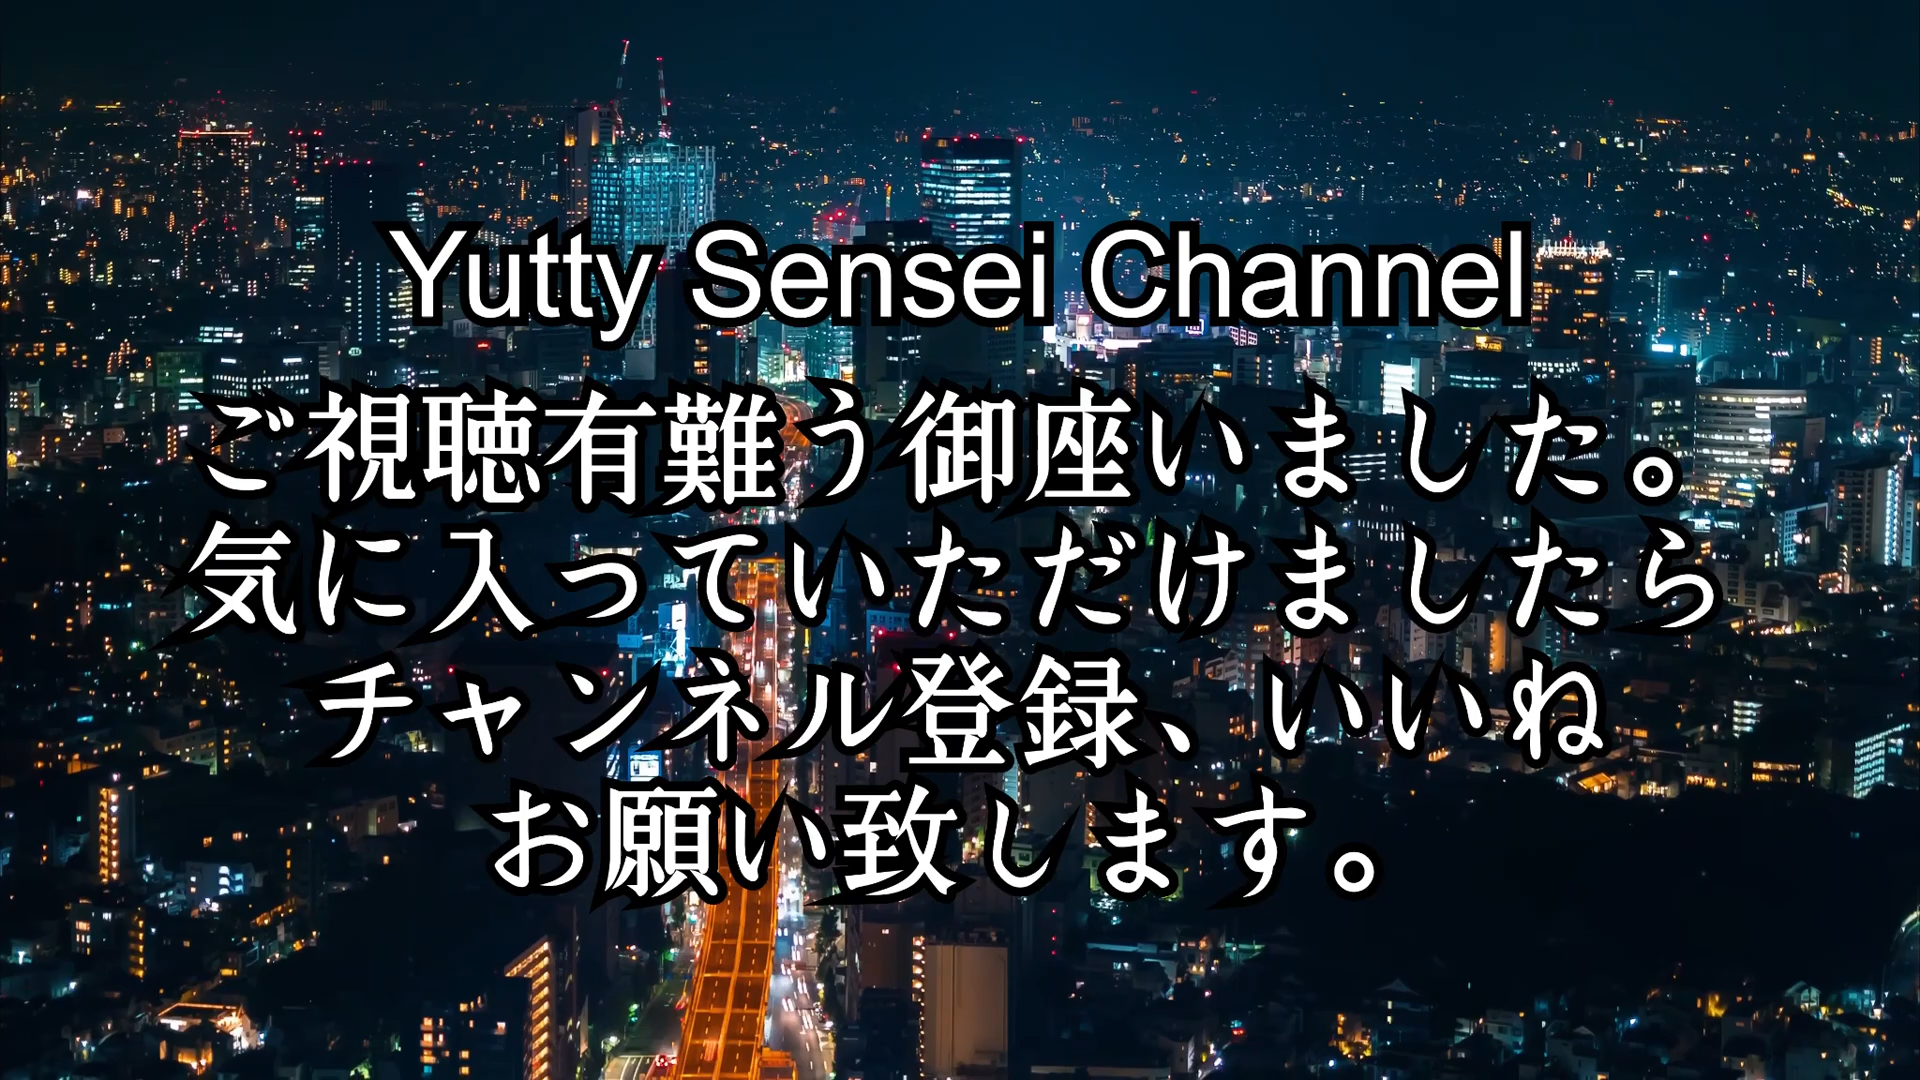 Yutty Sensei Channel
ご視聴有難う御座いました。
気に入っていただけましたら
チャンネル登録、いいね
お願い致します。